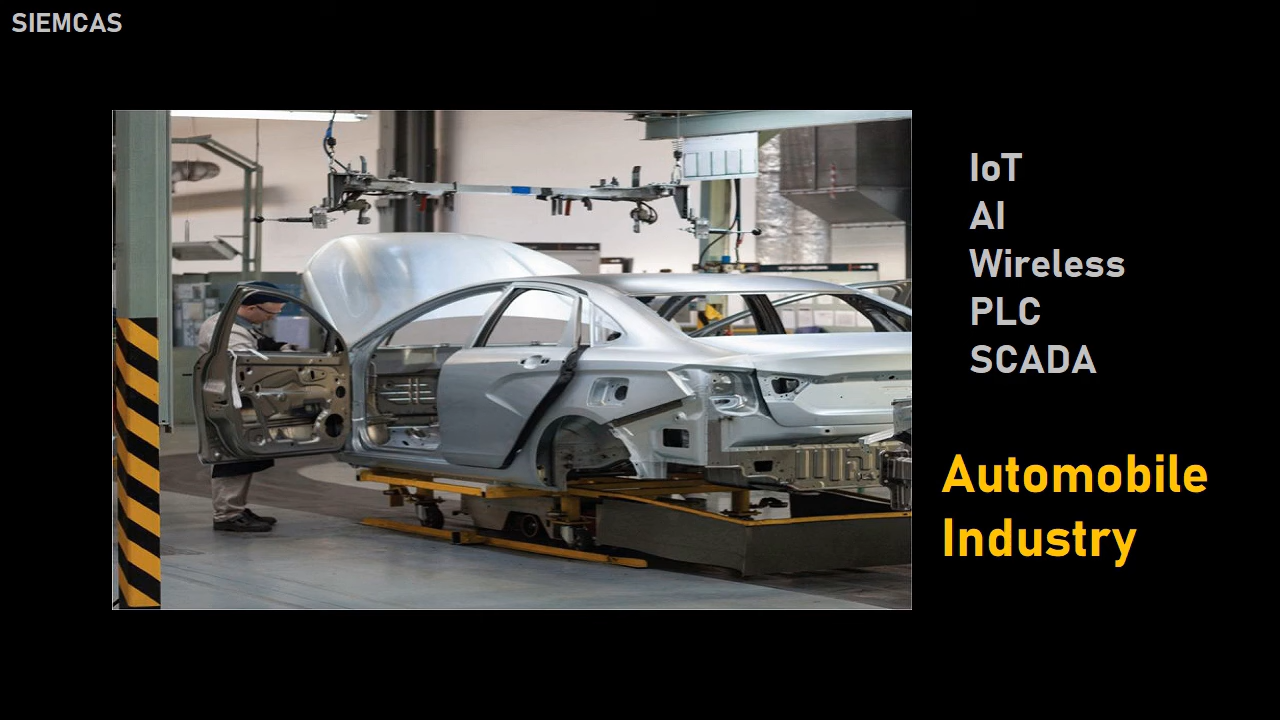 SIEMCAS
IoT
AI
Wireless
PLC
SCADA
Automobile
Industry